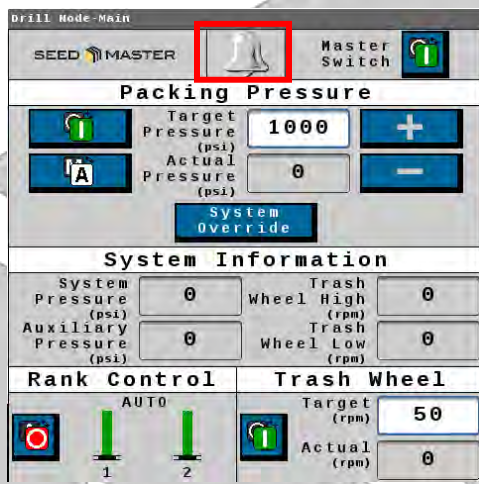 Drill Node-Main
SEED MASTER
Master
Switch
Packing Pressure
Target
Pressure
(psi)
1000
+
A
Actual
Pressure
(psi)
0
−
System
Override
System Information
System
Pressure
(psi)
0
Trash
Wheel High
(rpm)
0
Auxiliary
Pressure
(psi)
0
Trash
Wheel Low
(rpm)
0
Rank Control
AUTO
1
2
Trash Wheel
Target
(rpm)
50
Actual
(rpm)
0